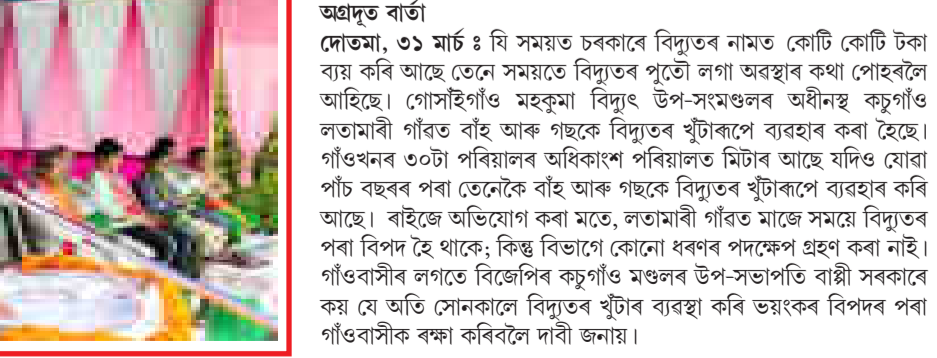 অগ্ৰদূত বাৰ্তা
দোতমা, ৩১ মাৰ্চ ঃ যি সময়ত চৰকাৰে বিদ্যুতৰ নামত কোটি কোটি টকা
ব্যয় কৰি আছে তেনে সময়তে বিদ্যুতৰ পুতৌ লগা অৱস্থাৰ কথা পোহৰলৈ
আহিছে। গোসাঁইগাঁও মহকুমা বিদ্যুৎ উপ-সংমণ্ডলৰ অধীনস্থ কচুগাঁও
লতামাৰী গাঁৱত বাঁহ আৰু গছকে বিদ্যুতৰ খুঁটাৰূপে ব্যৱহাৰ কৰা হৈছে।
গাঁওখনৰ ৩০টা পৰিয়ালৰ অধিকাংশ পৰিয়ালত মিটাৰ আছে যদিও যোৱা
পাঁচ বছৰৰ পৰা তেনেকৈ বাঁহ আৰু গছকে বিদ্যুতৰ খুঁটাৰূপে ব্যৱহাৰ কৰি
আছে। ৰাইজে অভিযোগ কৰা মতে, লতামাৰী গাঁৱত মাজে সময়ে বিদ্যুতৰ
পৰা বিপদ হৈ থাকে; কিন্তু বিভাগে কোনো ধৰণৰ পদক্ষেপ গ্ৰহণ কৰা নাই।
গাঁওবাসীৰ লগতে বিজেপিৰ কচুগাঁও মণ্ডলৰ উপ-সভাপতি বাপ্পী সৰকাৰে
কয় যে অতি সোনকালে বিদ্যুতৰ খুঁটাৰ ব্যৱস্থা কৰি ভয়ংকৰ বিপদৰ পৰা
গাঁওবাসীক ৰক্ষা কৰিবলৈ দাবী জনায়।